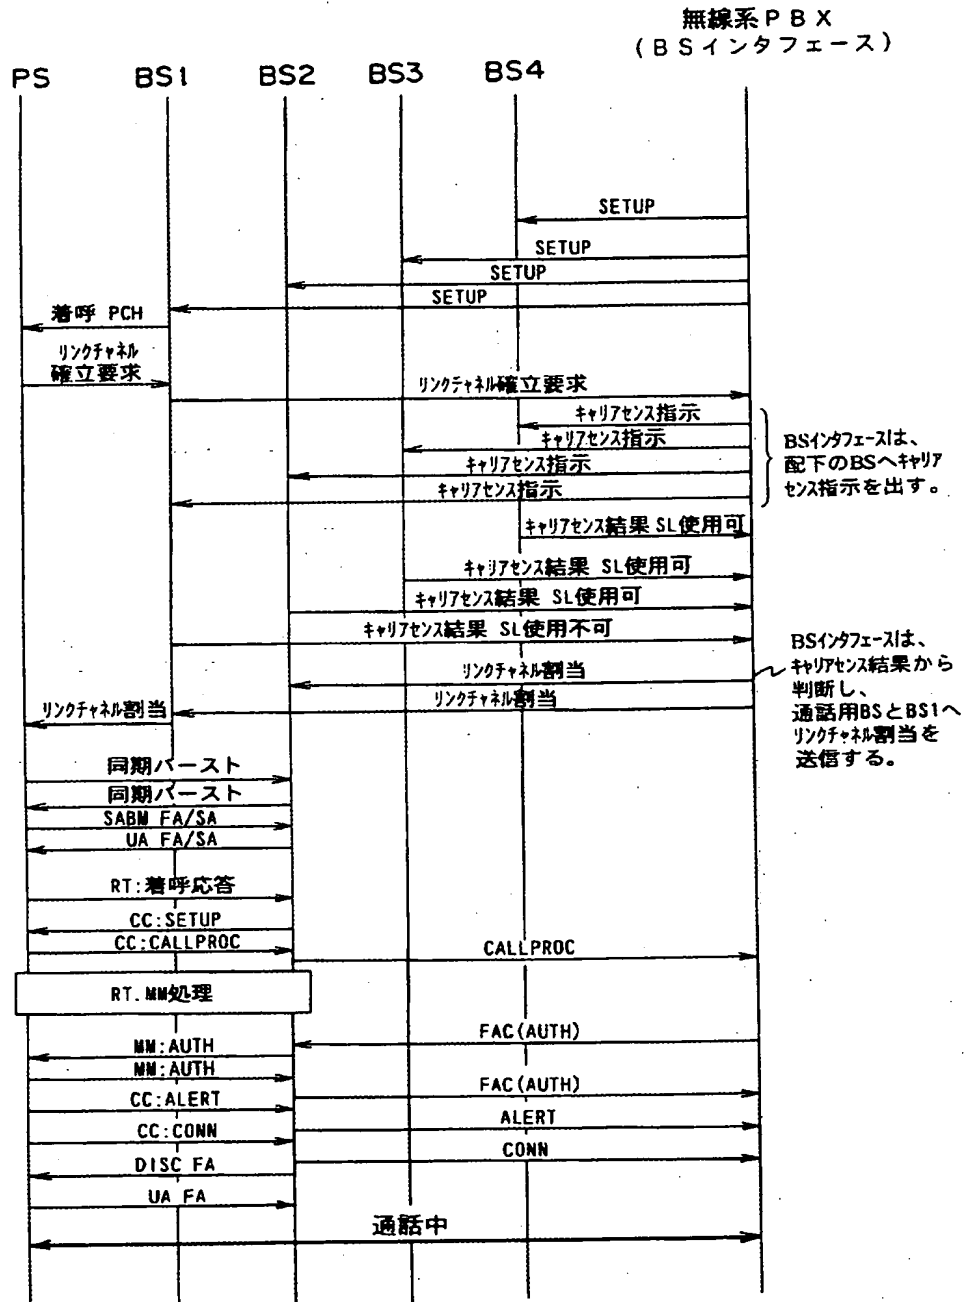 無線系PBX
(BSインタフェース)
PS
BS1
BS2
BS3
BS4
SETUP
SETUP
SETUP
SETUP
着呼 PCH
リンクチャネル
確立要求
リンクチャネル確立要求
キャリアセンス指示
キャリアセンス指示
キャリアセンス指示
キャリアセンス指示
BSインタフェースは、
配下のBSへキャリア
センス指示を出す。
キャリアセンス結果 SL使用可
キャリアセンス結果 SL使用可
キャリアセンス結果 SL使用可
キャリアセンス結果 SL使用不可
リンクチャネル割当
リンクチャネル割当
リンクチャネル割当
BSインタフェースは、
キャリアセンス結果から
判断し、
通話用BSとBS1へ
リンクチャネル割当を
送信する。
同期バースト
同期バースト
SABM FA/SA
UA FA/SA
RT:着呼応答
CC:SETUP
CC:CALLPROC
CALLPROC
RT.MM処理
FAC(AUTH)
MM:AUTH
MM:AUTH
FAC(AUTH)
CC:ALERT
ALERT
CC:CONN
CONN
DISC FA
UA FA
通話中